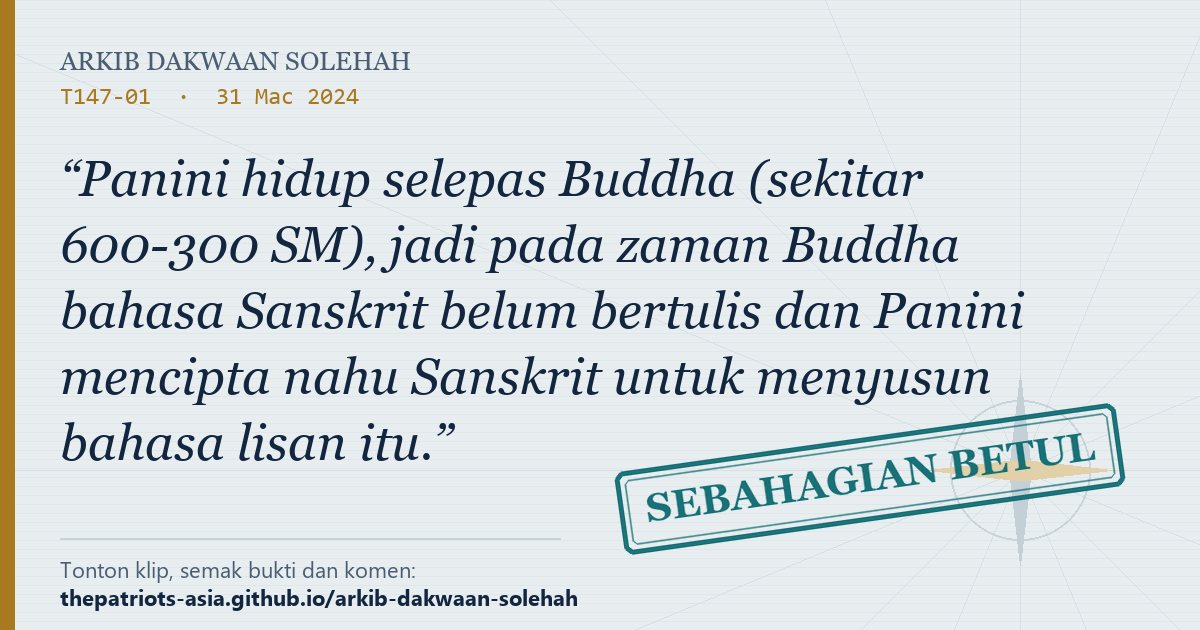 ARKIB DAKWAAN SOLEHAH
T147-01 · 31 Mac 2024
“Panini hidup selepas Buddha (sekitar
600-300 SM), jadi pada zaman Buddha
bahasa Sanskrit belum bertulis dan Panini
mencipta nahu Sanskrit untuk menyusun
bahasa lisan itu.”
SEBAHAGIAN BETUL
Tonton klip, semak bukti dan komen:
thepatriots-asia.github.io/arkib-dakwaan-solehah